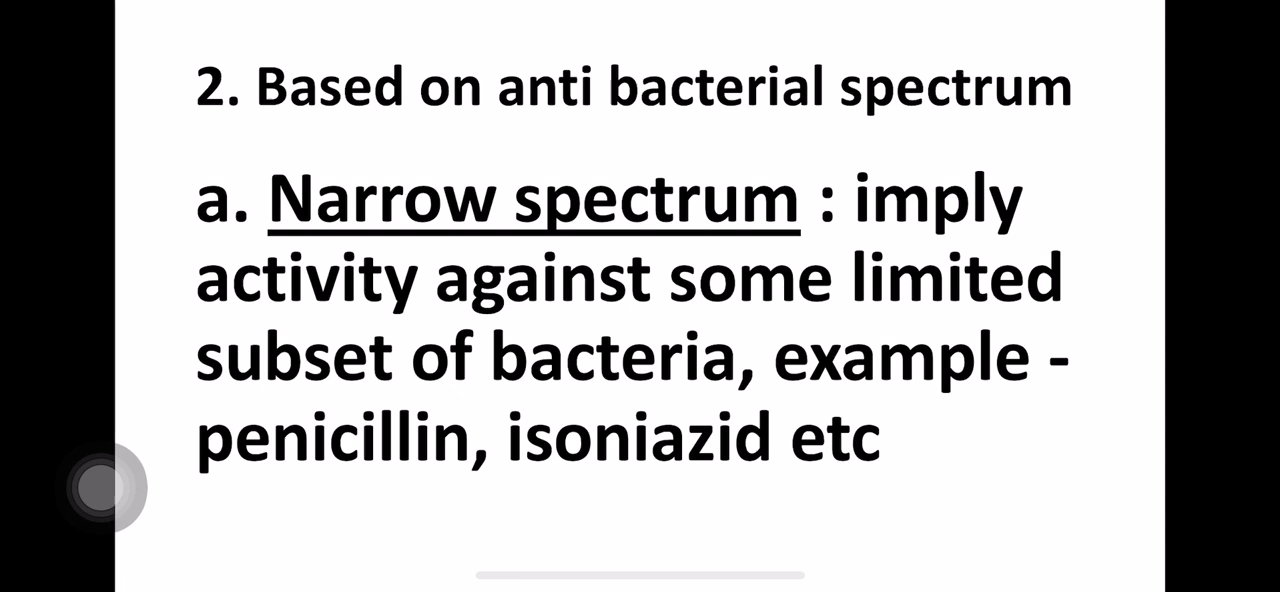 2. Based on anti bacterial spectrum
a. Narrow spectrum : imply
activity against some limited
subset of bacteria, example -
penicillin, isoniazid etc